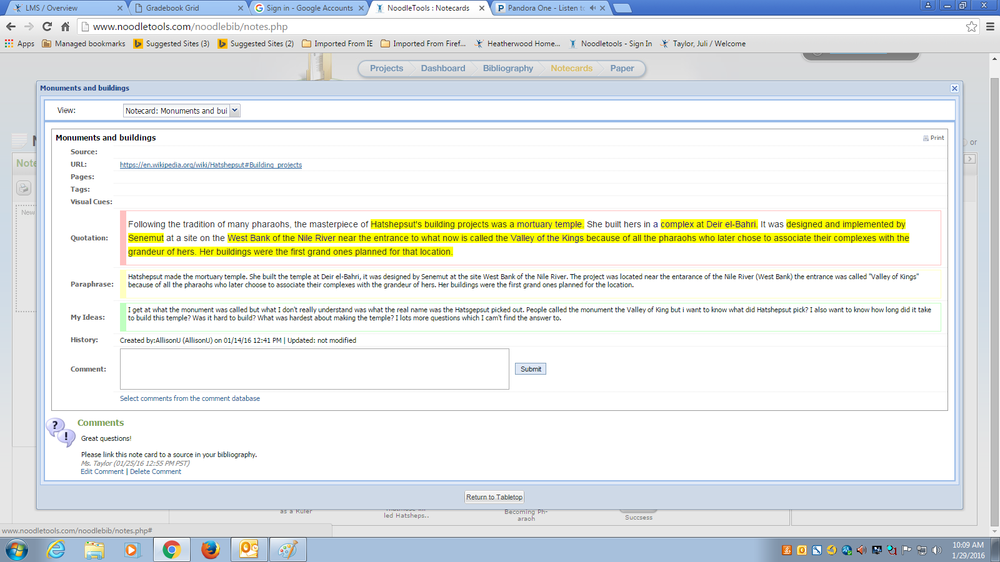 LMS / Overview
Gradebook Grid
Sign in - Google Accounts
NoodleTools : Notecards
Pandora One - Listen to
www.noodletools.com/noodlebib/notes.php
Apps
Managed bookmarks
Suggested Sites (3)
Suggested Sites (2)
Imported From IE
Imported From Firef...
Heatherwood Home...
Noodletools - Sign In
Taylor, Juli / Welcome
Projects
Dashboard
Bibliography
Notecards
Paper
Monuments and buildings
View:
Notecard: Monuments and bui
or
Note
New
Monuments and buildings
Print
Source:
URL: https://en.wikipedia.org/wiki/Hatshepsut#Building_projects
Pages:
Tags:
Visual Cues:
Quotation:
Following the tradition of many pharaohs, the masterpiece of Hatshepsut's building projects was a mortuary temple. She built hers in a complex at Deir el-Bahri. It was designed and implemented by
Senemut at a site on the West Bank of the Nile River near the entrance to what now is called the Valley of the Kings because of all the pharaohs who later chose to associate their complexes with the
grandeur of hers. Her buildings were the first grand ones planned for that location.
Paraphrase:
Hatshepsut made the mortuary temple. She built the temple at Deir el-Bahri, it was designed by Senemut at the site West Bank of the Nile River. The project was located near the entarance of the Nile River (West Bank) the entrance was called "Valley of Kings"
because of all the pharaohs who later choose to associate their complexes with the grandeur of hers. Her buildings were the first grand ones planned for the location.
My Ideas:
I get at what the monument was called but what I don't really understand was what the real name was the Hatsgepsut picked out. People called the monument the Valley of King but i want to know what did Hatshepsut pick? I also want to know how long did it take
to build this temple? Was it hard to build? What was hardest about making the temple? I lots more questions which I cam't find the answer to.
History: Created by:AllisonU (AllisonU) on 01/14/16 12:41 PM | Updated: not modified
Comment:
Submit
Select comments from the comment database
Comments
Great questions!
Please link this note card to a source in your bibliography.
Ms. Taylor (01/25/16 12:55 PM PST)
Edit Comment | Delete Comment
Return to Tabletop
as a Ruler
led Hatsheps..
Becoming Ph-
araoh
Succsess
www.noodletools.com/noodlebib/notes.php#
10:09 AM
1/29/2016